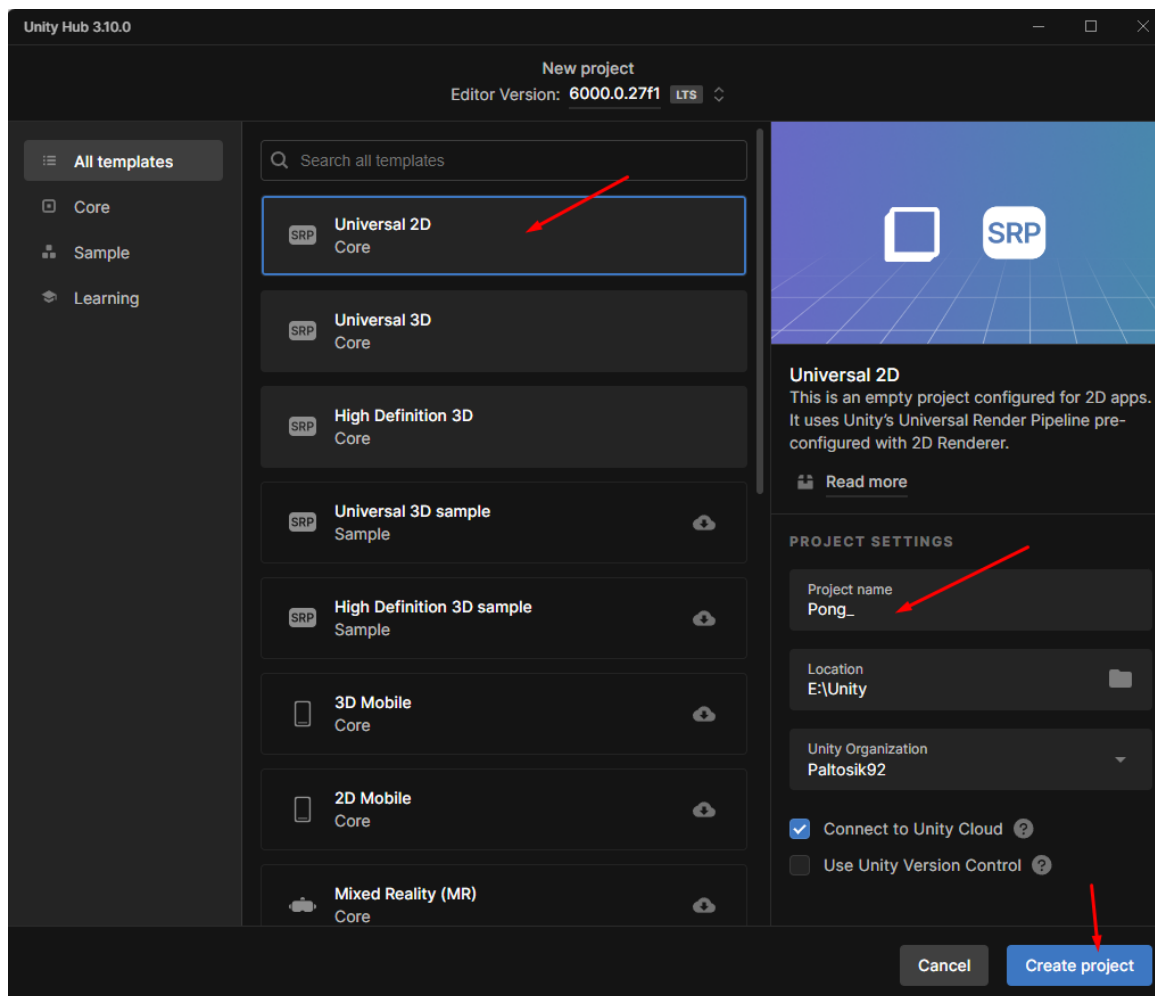 Unity Hub 3.10.0
New project
Editor Version: 6000.0.27f1 LTS
All templates
Core
Sample
Learning
Search all templates
SRP
Universal 2D
Core
SRP
Universal 3D
Core
SRP
High Definition 3D
Core
SRP
Universal 3D sample
Sample
SRP
High Definition 3D sample
Sample
3D Mobile
Core
2D Mobile
Core
Mixed Reality (MR)
Core
SRP
Universal 2D
This is an empty project configured for 2D apps.
It uses Unity's Universal Render Pipeline pre-
configured with 2D Renderer.
Read more
PROJECT SETTINGS
Project name
Pong_
Location
E:\Unity
Unity Organization
Paltosik92
Connect to Unity Cloud ?
Use Unity Version Control ?
Cancel
Create project